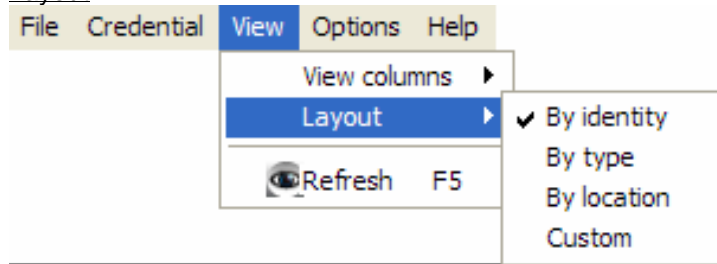 File Credential View Options Help
View columns
Layout
Refresh F5
By identity
By type
By location
Custom